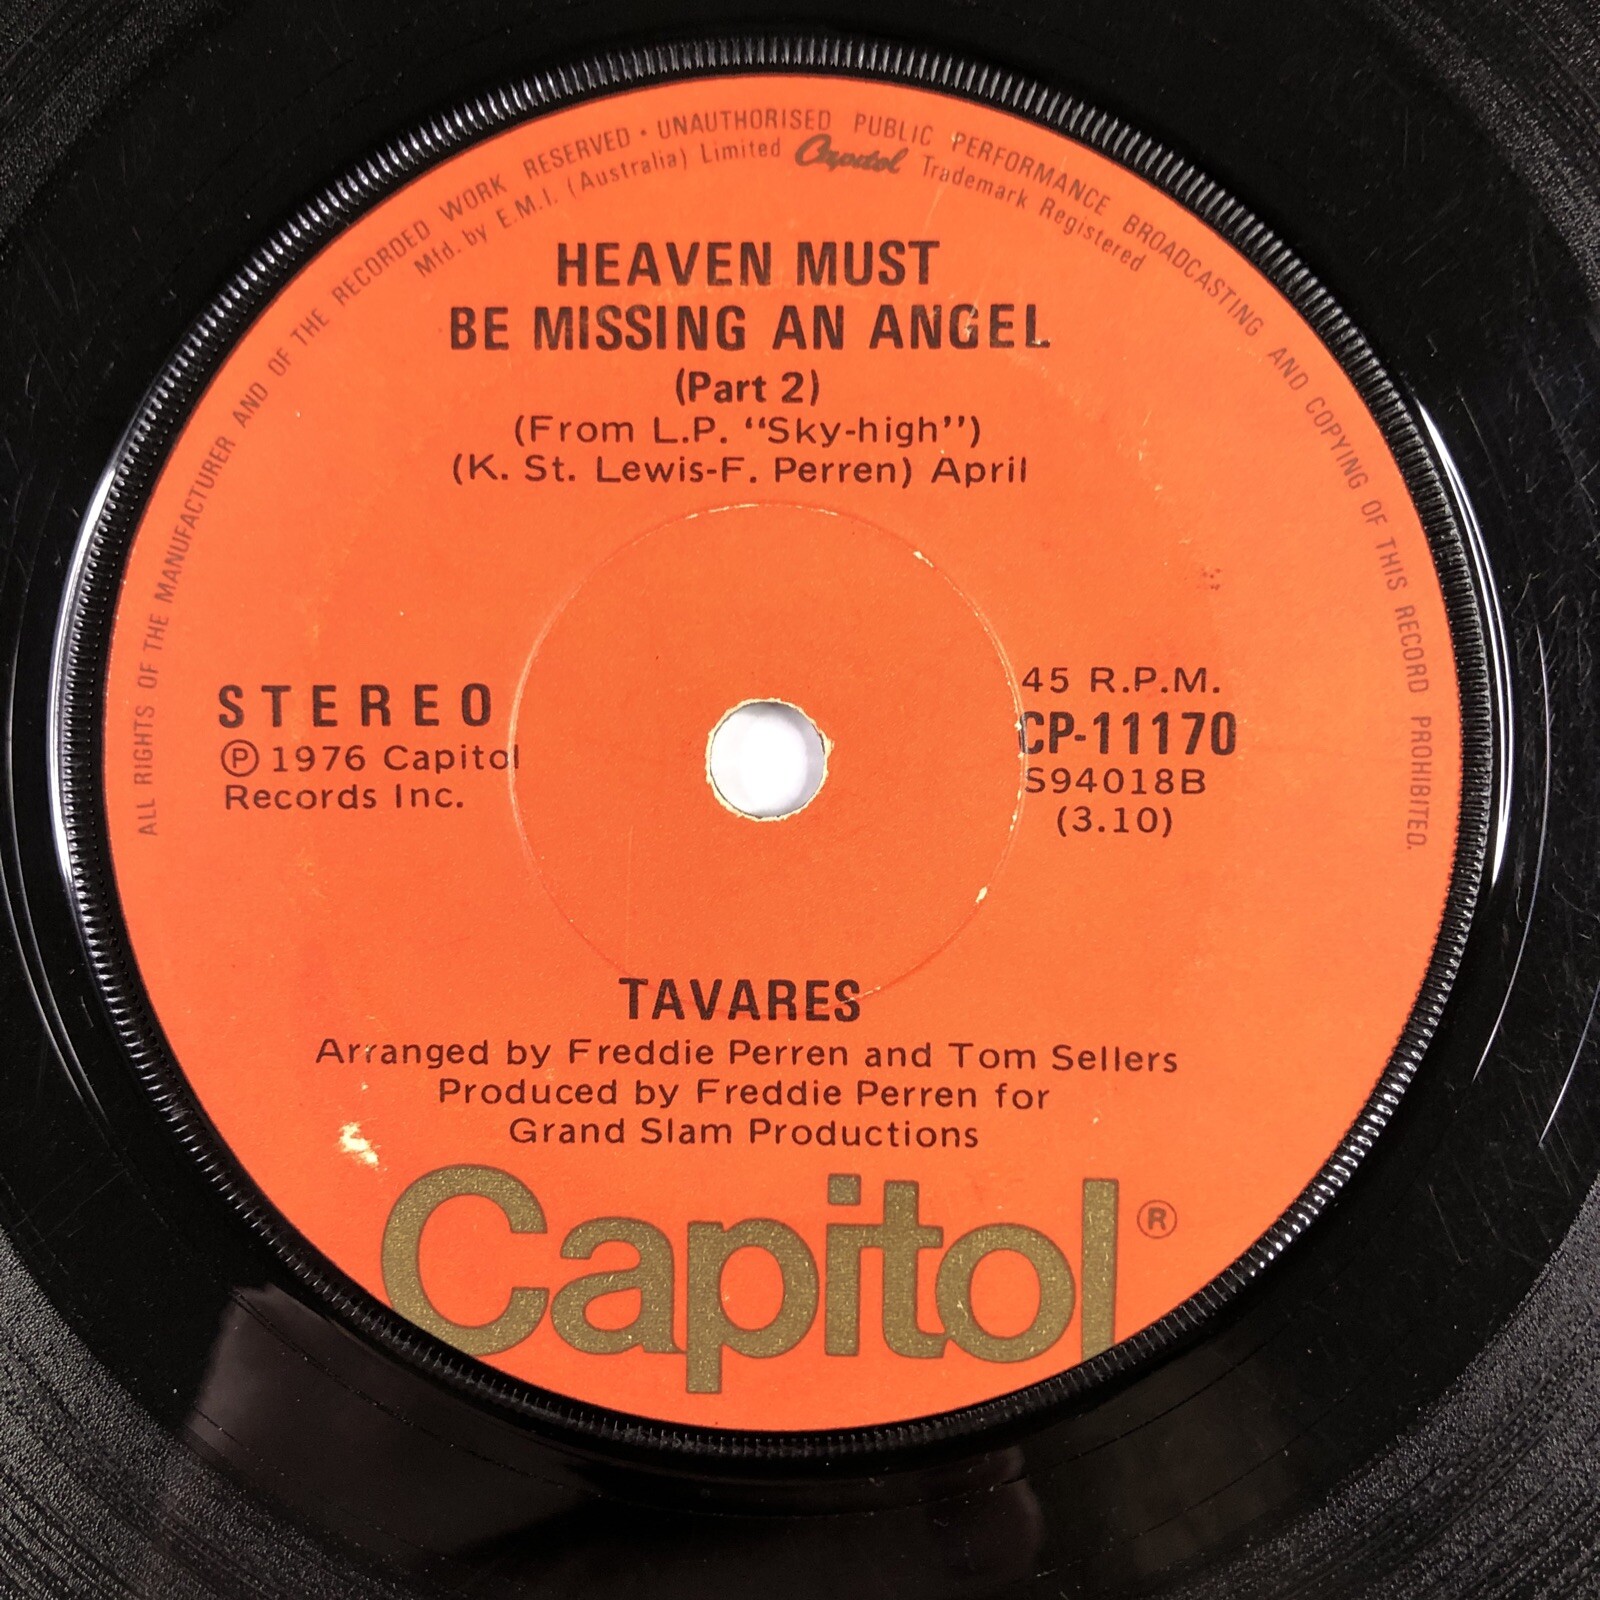 ALL RIGHTS OF THE MANUFACTURER AND OF THE RECORDED WORK RESERVED · UNAUTHORISED PUBLIC PERFORMANCE BROADCASTING AND COPYING OF THIS RECORD PROHIBITED.
Mfd. by E.M.I. (Australia) Limited Capitol Trademark Registered
HEAVEN MUST
BE MISSING AN ANGEL
(Part 2)
(From L.P. “Sky-high”)
(K. St. Lewis-F. Perren) April
STEREO
℗ 1976 Capitol
Records Inc.
45 R.P.M.
CP-11170
S94018B
(3.10)
TAVARES
Arranged by Freddie Perren and Tom Sellers
Produced by Freddie Perren for
Grand Slam Productions
Capitol®